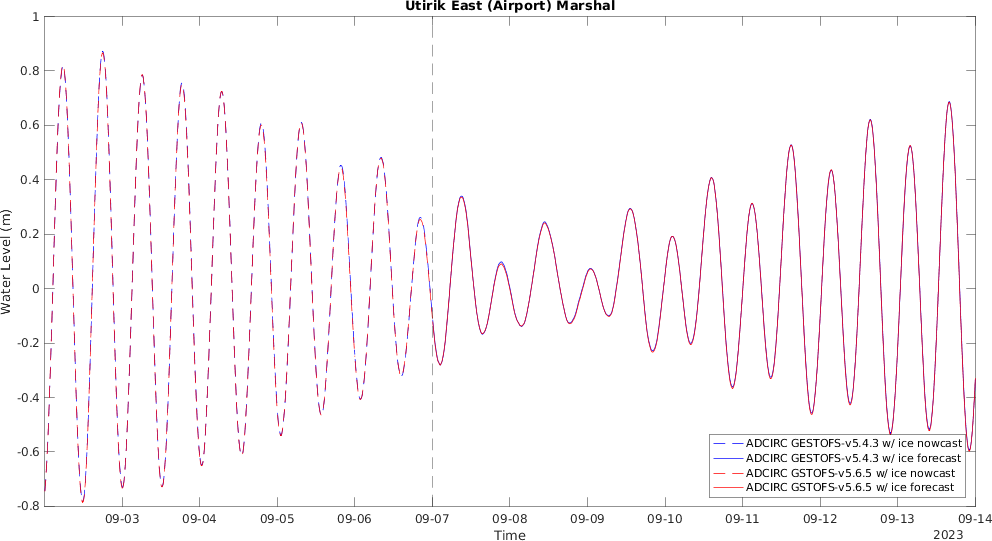 Utirik East (Airport) Marshal
1
0.8
0.6
0.4
0.2
0
-0.2
-0.4
-0.6
-0.8
Water Level (m)
ADCIRC GESTOFS-v5.4.3 w/ ice nowcast
ADCIRC GESTOFS-v5.4.3 w/ ice forecast
ADCIRC GSTOFS-v5.6.5 w/ ice nowcast
ADCIRC GSTOFS-v5.6.5 w/ ice forecast
09-03 09-04 09-05 09-06 09-07 09-08 09-09 09-10 09-11 09-12 09-13 09-14
Time
2023